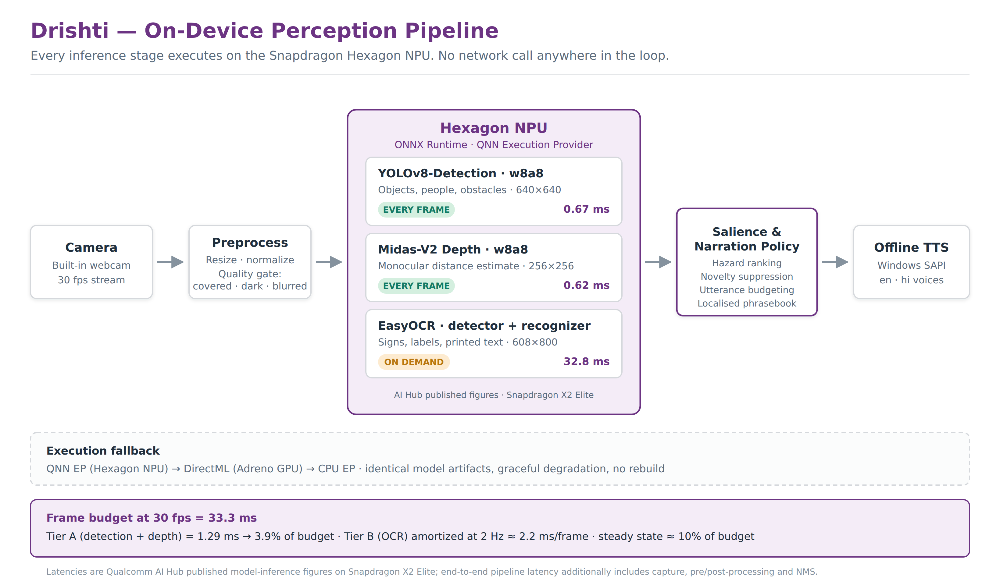 Drishti — On-Device Perception Pipeline
Every inference stage executes on the Snapdragon Hexagon NPU. No network call anywhere in the loop.
Camera
Built-in webcam
30 fps stream
Preprocess
Resize · normalize
Quality gate:
covered · dark · blurred
Hexagon NPU
ONNX Runtime · QNN Execution Provider
YOLOv8-Detection · w8a8
Objects, people, obstacles · 640×640
EVERY FRAME 0.67 ms
Midas-V2 Depth · w8a8
Monocular distance estimate · 256×256
EVERY FRAME 0.62 ms
EasyOCR · detector + recognizer
Signs, labels, printed text · 608×800
ON DEMAND 32.8 ms
AI Hub published figures · Snapdragon X2 Elite
Salience &
Narration Policy
Hazard ranking
Novelty suppression
Utterance budgeting
Localised phrasebook
Offline TTS
Windows SAPI
en · hi voices
Execution fallback
QNN EP (Hexagon NPU) → DirectML (Adreno GPU) → CPU EP · identical model artifacts, graceful degradation, no rebuild
Frame budget at 30 fps = 33.3 ms
Tier A (detection + depth) = 1.29 ms → 3.9% of budget · Tier B (OCR) amortized at 2 Hz ≈ 2.2 ms/frame · steady state ≈ 10% of budget
Latencies are Qualcomm AI Hub published model-inference figures on Snapdragon X2 Elite; end-to-end pipeline latency additionally includes capture, pre/post-processing and NMS.